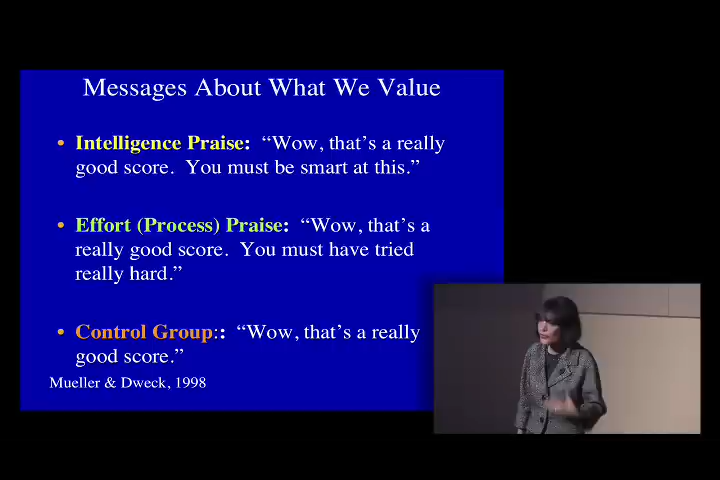 Messages About What We Value
• Intelligence Praise: “Wow, that’s a really
good score. You must be smart at this.”
• Effort (Process) Praise: “Wow, that’s a
really good score. You must have tried
really hard.”
• Control Group:: “Wow, that’s a really
good score.”
Mueller & Dweck, 1998